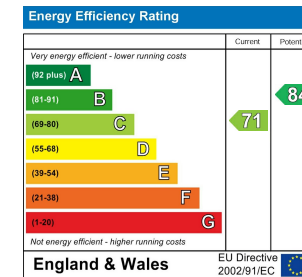 Energy Efficiency Rating
Current
Very energy efficient - lower running costs
(92 plus) A
(81-91) B
84
(69-80) C
71
(55-68) D
(39-54) E
(21-38) F
(1-20) G
Not energy efficient - higher running costs
England & Wales
EU Directive
2002/91/EC